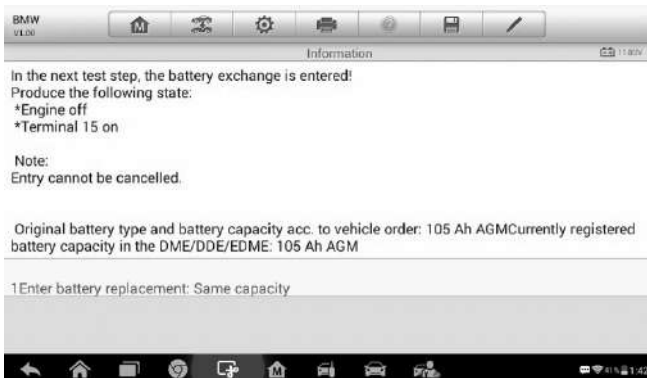 BMW
V1.00
Information
In the next test step, the battery exchange is entered!
Produce the following state:
*Engine off
*Terminal 15 on
Note:
Entry cannot be cancelled.
Original battery type and battery capacity acc. to vehicle order: 105 Ah AGMCurrently registered
battery capacity in the DME/DDE/EDME: 105 Ah AGM
1Enter battery replacement: Same capacity
41% 1:42